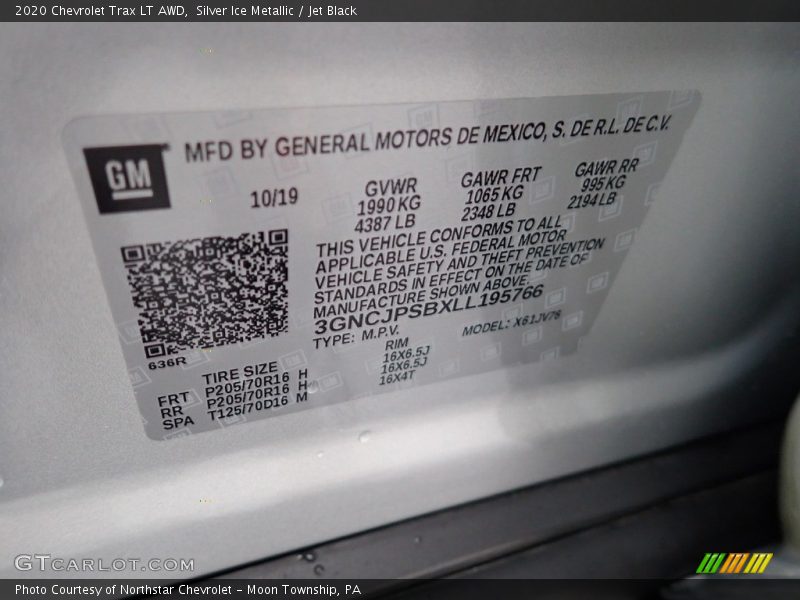 2020 Chevrolet Trax LT AWD, Silver Ice Metallic / Jet Black
GM
MFD BY GENERAL MOTORS DE MEXICO, S. DE R.L. DE C.V.
10/19
GVWR
1990 KG
4387 LB
GAWR FRT
1065 KG
2348 LB
GAWR RR
995 KG
2194 LB
THIS VEHICLE CONFORMS TO ALL
APPLICABLE U.S. FEDERAL MOTOR
VEHICLE SAFETY AND THEFT PREVENTION
STANDARDS IN EFFECT ON THE DATE OF
MANUFACTURE SHOWN ABOVE.
3GNCJPSBXLL195766
TYPE: M.P.V.
MODEL: X61JV76
636R
TIRE SIZE
RIM
FRT P205/70R16 H 16X6.5J
RR P205/70R16 H 16X6.5J
SPA T125/70D16 M 16X4T
GTCARLOT.COM
Photo Courtesy of Northstar Chevrolet - Moon Township, PA